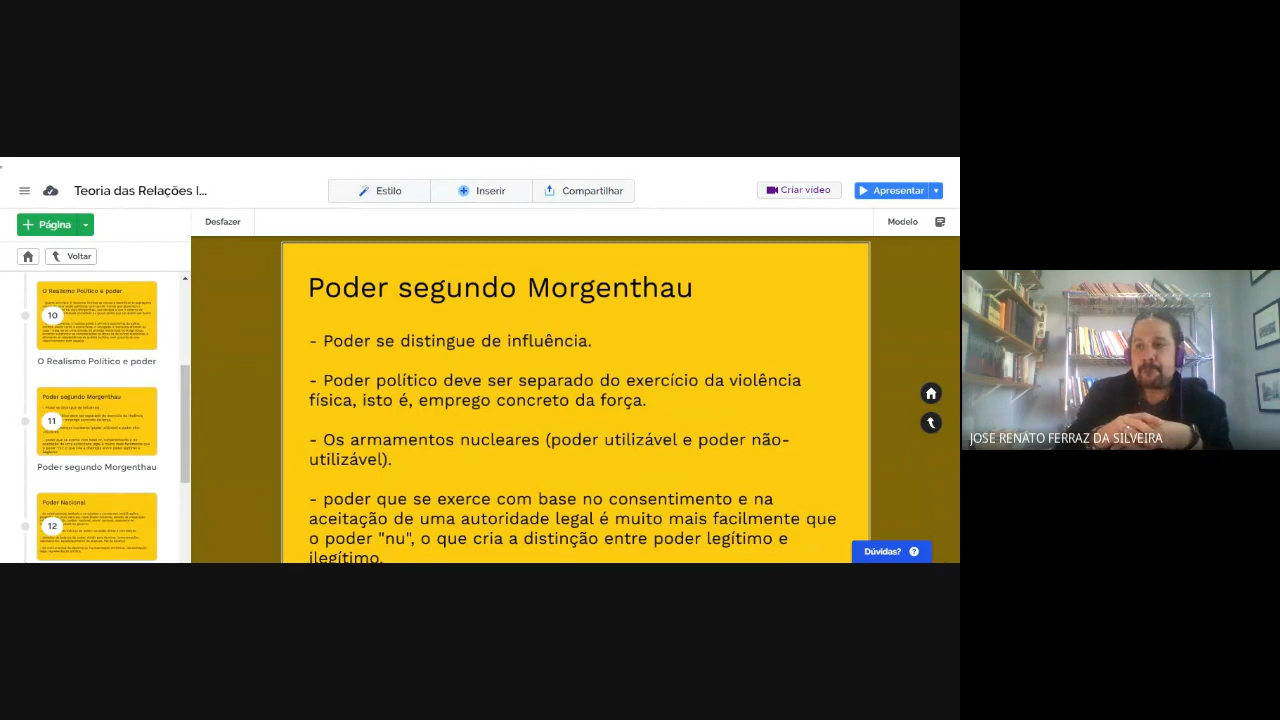 Teoria das Relações I...
Estilo
Inserir
Compartilhar
Criar vídeo
Apresentar
Página
Desfazer
Modelo
Voltar
O Realismo Político e poder
10
O Realismo Político e poder
Poder segundo Morgenthau
11
Poder segundo Morgenthau
Poder Nacional
12
Poder segundo Morgenthau
- Poder se distingue de influência.
- Poder político deve ser separado do exercício da violência
física, isto é, emprego concreto da força.
- Os armamentos nucleares (poder utilizável e poder não-
utilizável).
- poder que se exerce com base no consentimento e na
aceitação de uma autoridade legal é muito mais facilmente que
o poder "nu", o que cria a distinção entre poder legítimo e
ilegítimo.
Dúvidas? ?
JOSE RENATO FERRAZ DA SILVEIRA